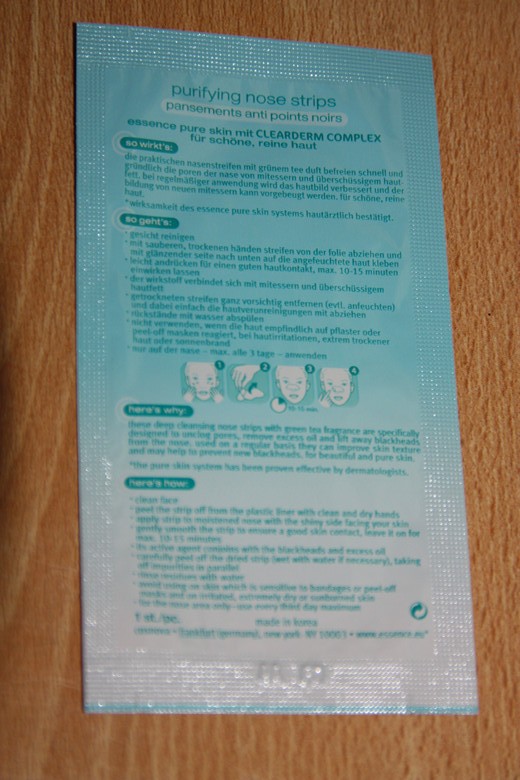 purifying nose strips
pansements anti points noirs
essence pure skin mit CLEARDERM COMPLEX
für schöne, reine haut
so wirkt's:
die praktischen nasenstreifen mit grünem tee duft befreien schnell und
gründlich die poren der nase von mitessern und überschüssigem haut-
fett. bei regelmäßiger anwendung wird das hautbild verbessert und der
bildung von neuen mitessern kann vorgebeugt werden. für schöne, reine
haut.
*wirksamkeit des essence pure skin systems hautärztlich bestätigt.
so geht's:
· gesicht reinigen
· mit sauberen, trockenen händen streifen von der folie abziehen und
mit glänzender seite nach unten auf die angefeuchtete haut kleben
· leicht andrücken für einen guten hautkontakt, max. 10-15 minuten
einwirken lassen
· der wirkstoff verbindet sich mit mitessern und überschüssigem
hautfett
· getrockneten streifen ganz vorsichtig entfernen (evtl. anfeuchten)
und dabei einfach die hautverunreinigungen mit abziehen
· rückstände mit wasser abspülen
· nicht verwenden, wenn die haut empfindlich auf pflaster oder
peel-off masken reagiert, bei hautirritationen, extrem trockener
haut oder sonnenbrand
· nur auf der nase – max. alle 3 tage – anwenden
1 2 3 4
10-15 min.
here's why:
these deep cleansing nose strips with green tea fragrance are specifically
designed to unclog pores, remove excess oil and lift away blackheads
from the nose. used on a regular basis they can improve skin texture
and may help to prevent new blackheads. for beautiful and pure skin.
*the pure skin system has been proven effective by dermatologists.
here's how:
· clean face
· peel the strip off from the plastic liner with clean and dry hands
· apply strip to moistened nose with the shiny side facing your skin
· gently smooth the strip to ensure a good skin contact, leave it on for
max. 10-15 minutes
· its active agent connects with the blackheads and excess oil
· carefully peel off the dried strip (wet with water if necessary), taking
off impurities in parallel
· rinse residues with water
· avoid using on skin which is sensitive to bandages or peel-off
masks and on irritated, extremely dry or sunburned skin
· for the nose area only - use every third day maximum
1 st./pc.
made in korea
cosnova • frankfurt (germany), new york NY 10003 • www.essence.eu